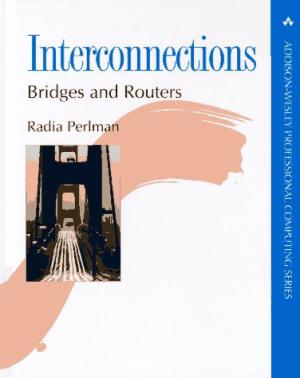 Interconnections
Bridges and Routers
Radia Perlman
ADDISON-WESLEY PROFESSIONAL COMPUTING SERIES